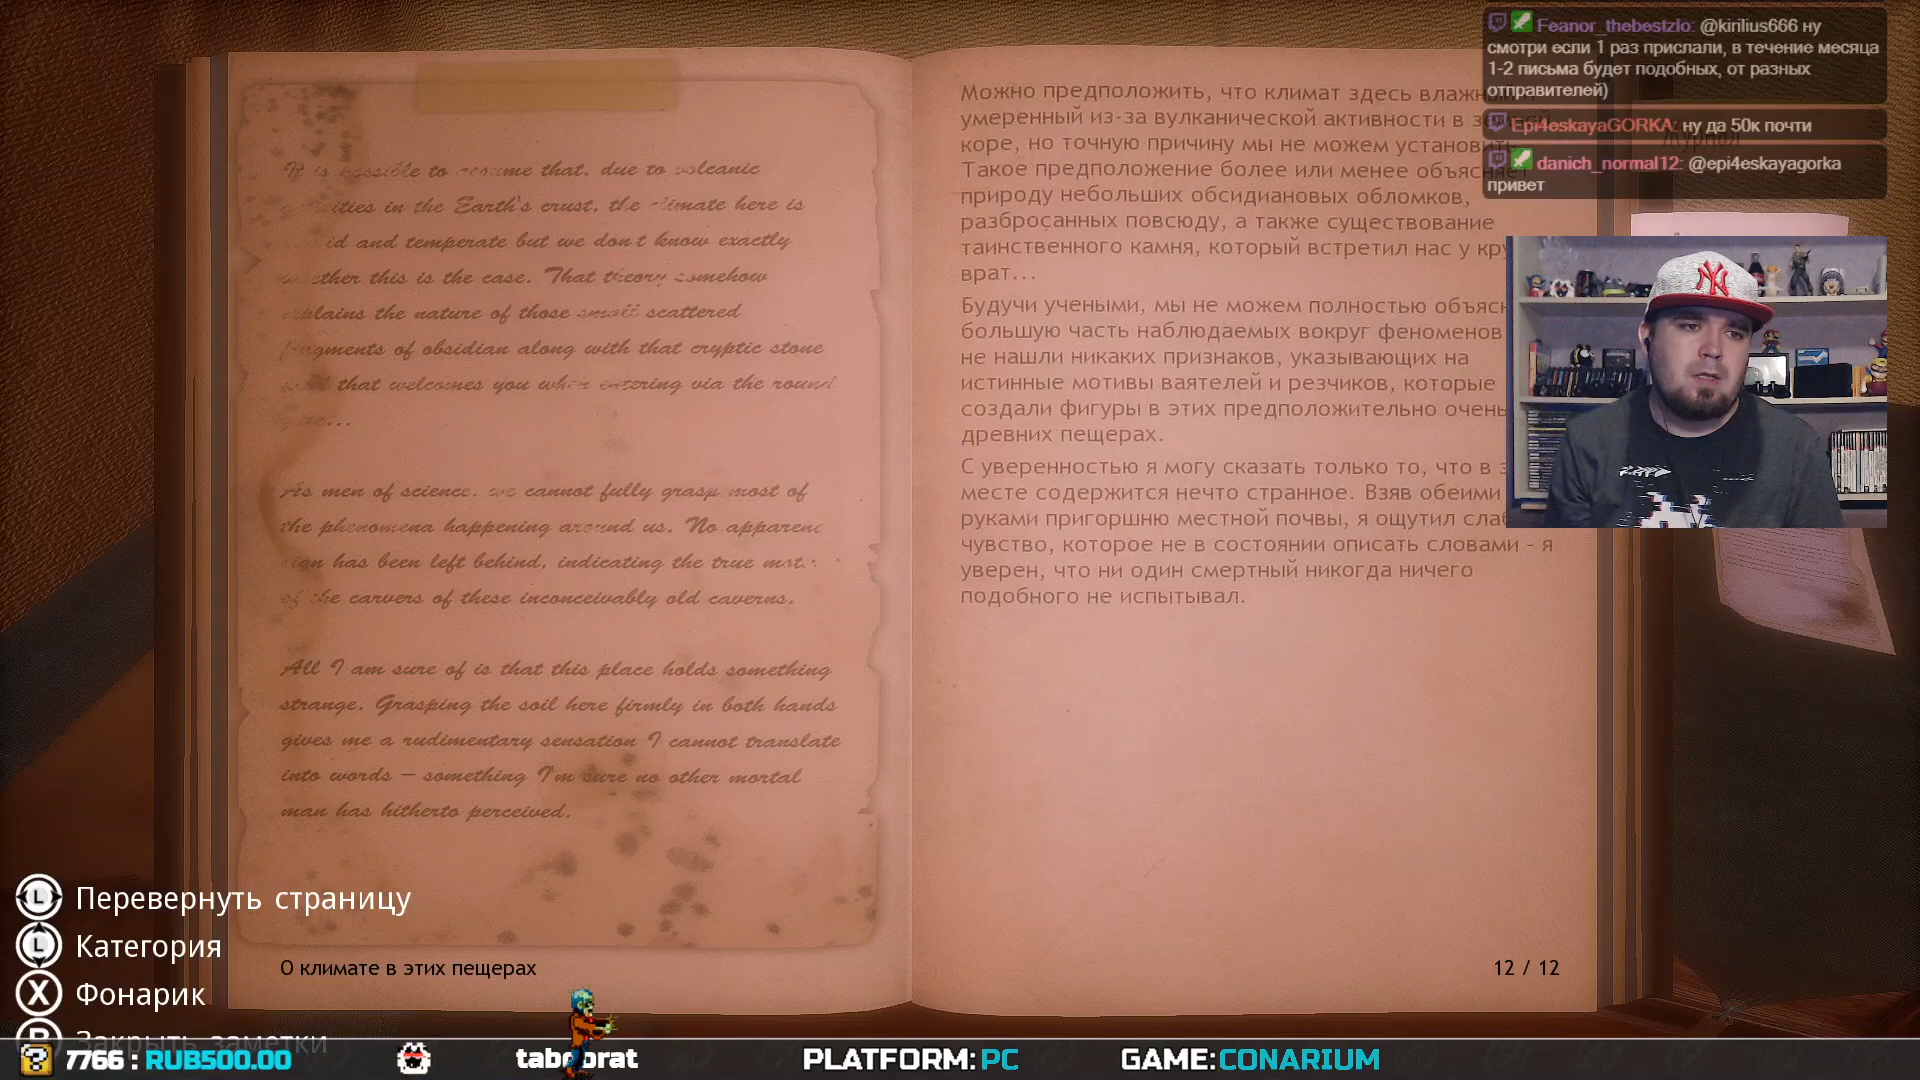 It is possible to assume that, due to volcanic
in the Earth's crust, the climate here is
and temperate but we don't know exactly
this is the case. That theory somehow
explains the nature of those small scattered
fragments of obsidian along with that cryptic stone
that welcomes you when entering via the round
As men of science, we cannot fully grasp most of
the phenomena happening around us. No apparent
sign has been left behind, indicating the true
of the carvers of these inconceivably old caverns.
All I am sure of is that this place holds something
strange. Grasping the soil here firmly in both hands
gives me a rudimentary sensation I cannot translate
into words – something I'm sure no other mortal
man has hitherto perceived.
О климате в этих пещерах
Можно предположить, что климат здесь
умеренный из-за вулканической активности в
коре, но точную причину мы не можем
Такое предположение более или менее
природу небольших обсидиановых обломков,
разбросанных повсюду, а также существование
таинственного камня, который встретил нас у
врат...
Будучи учеными, мы не можем полностью
большую часть наблюдаемых вокруг феноменов
не нашли никаких признаков, указывающих на
истинные мотивы ваятелей и резчиков, которые
создали фигуры в этих предположительно очень
древних пещерах.
С уверенностью я могу сказать только то, что в
месте содержится нечто странное. Взяв обеими
руками пригоршню местной почвы, я ощутил
чувство, которое не в состоянии описать словами - я
уверен, что ни один смертный никогда ничего
подобного не испытывал.
12 / 12
Feanor_thebestzlo: @kirilius666 ну
смотри если 1 раз прислали, в течение месяца
1-2 письма будет подобных, от разных
отправителей)
Epi4eskayaGORKA: ну да 50к почти
danich_normal12: @epi4eskayagorka
привет
NY
L Перевернуть страницу
L Категория
X Фонарик
Закрыть заметки
? 7766 : RUB500.00
PLATFORM: PC
GAME: CONARIUM